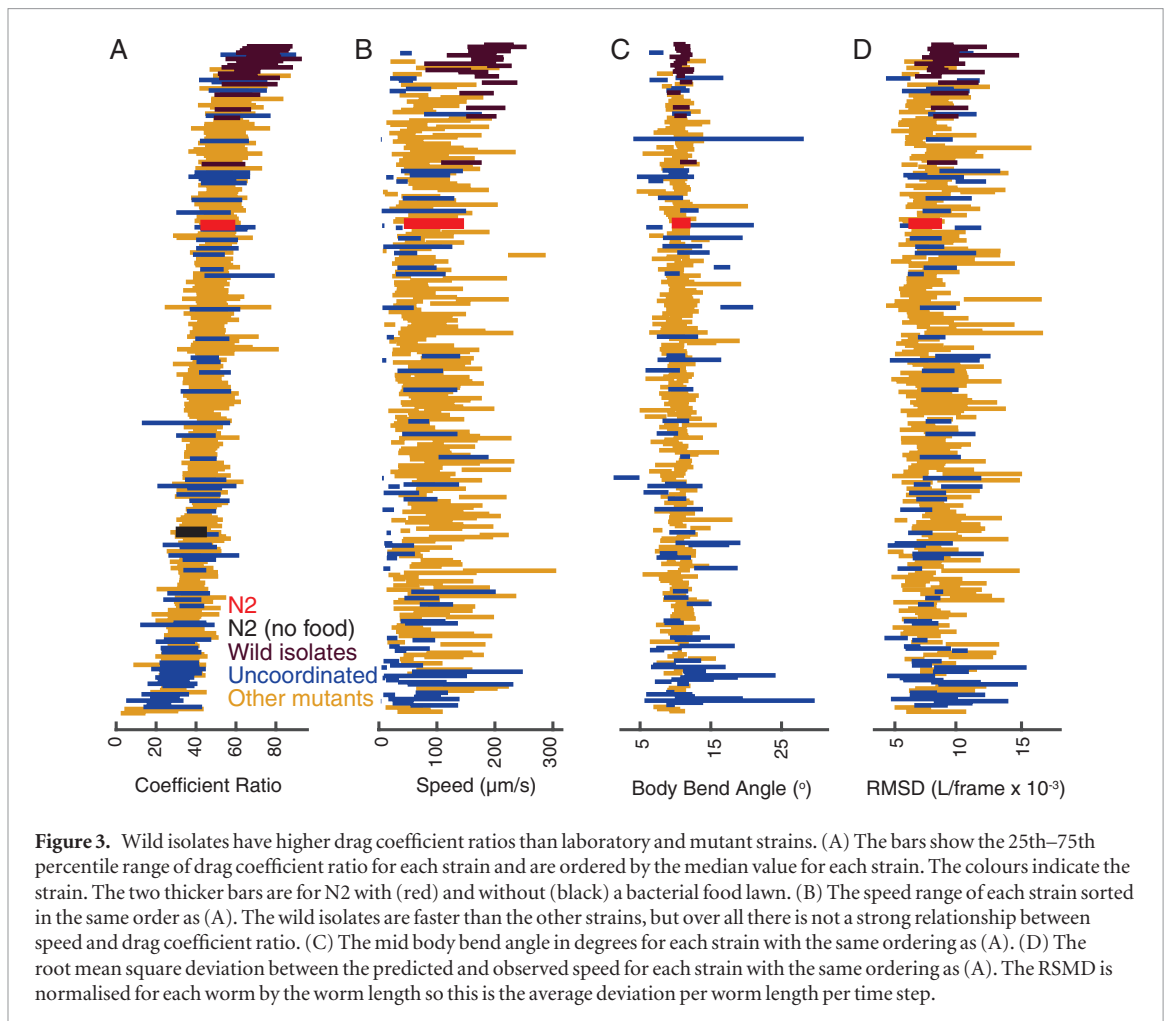 A
B
C
D
N2
N2 (no food)
Wild isolates
Uncoordinated
Other mutants
0
20
40
60
80
0
100
200
300
5
15
25
5
10
15
Coefficient Ratio
Speed (µm/s)
Body Bend Angle (º)
RMSD (L/frame x 10⁻³)
Figure 3. Wild isolates have higher drag coefficient ratios than laboratory and mutant strains. (A) The bars show the 25th–75th
percentile range of drag coefficient ratio for each strain and are ordered by the median value for each strain. The colours indicate the
strain. The two thicker bars are for N2 with (red) and without (black) a bacterial food lawn. (B) The speed range of each strain sorted
in the same order as (A). The wild isolates are faster than the other strains, but over all there is not a strong relationship between
speed and drag coefficient ratio. (C) The mid body bend angle in degrees for each strain with the same ordering as (A). (D) The
root mean square deviation between the predicted and observed speed for each strain with the same ordering as (A). The RSMD is
normalised for each worm by the worm length so this is the average deviation per worm length per time step.